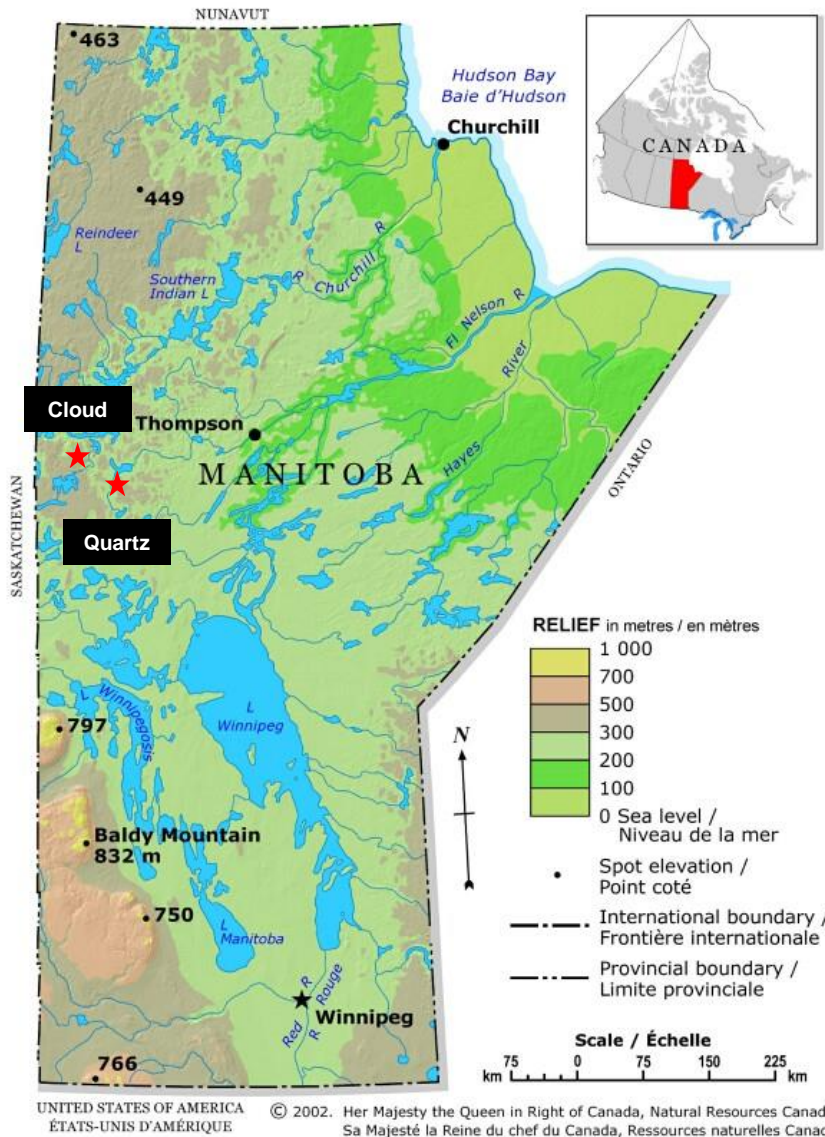 NUNAVUT
463
Hudson Bay
Baie d'Hudson
Churchill
CANADA
449
Reindeer
L
Southern
Indian L
R
Churchill
R
Fl Nelson R
River
Hayes
Cloud
Thompson
MANITOBA
Quartz
SASKATCHEWAN
ONTARIO
L Winnipegosis
L
Winnipeg
797
Baldy Mountain
832 m
750
L
Manitoba
R
Rouge
Red
R
Winnipeg
766
RELIEF in metres / en mètres
1 000
700
500
300
200
100
0 Sea level /
Niveau de la mer
N
Spot elevation /
Point coté
International boundary /
Frontière internationale
Provincial boundary /
Limite provinciale
Scale / Échelle
75 0 75 150 225
km km
UNITED STATES OF AMERICA
ÉTATS-UNIS D'AMÉRIQUE
© 2002. Her Majesty the Queen in Right of Canada, Natural Resources Canad
Sa Majesté la Reine du chef du Canada, Ressources naturelles Canad